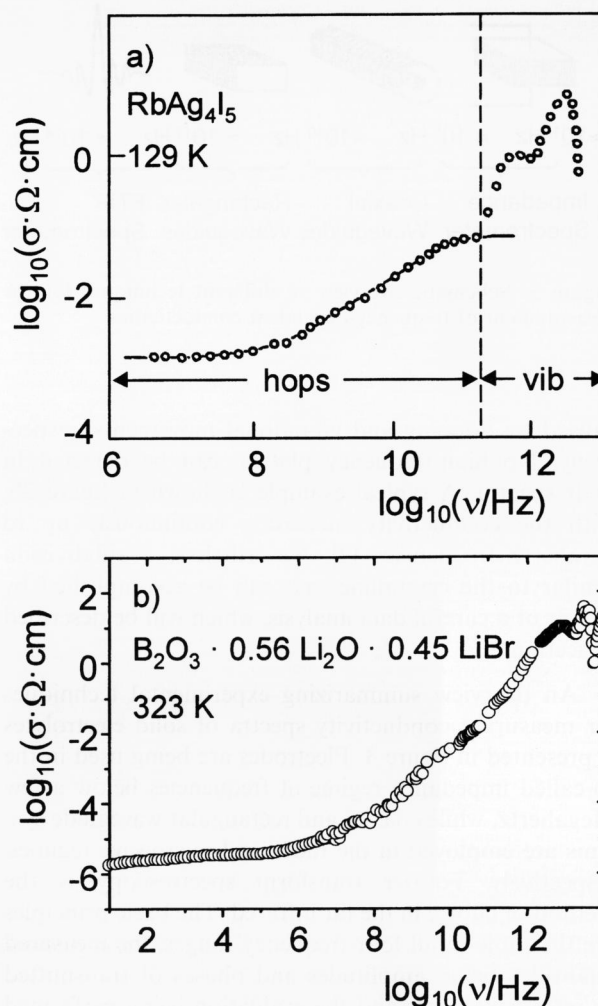 a)
RbAg₄I₅
129 K
log₁₀(σ·Ω·cm)
0
-2
-4
hops
vib
6 8 10 12
log₁₀(ν/Hz)
b)
B₂O₃ · 0.56 Li₂O · 0.45 LiBr
323 K
log₁₀(σ·Ω·cm)
2
0
-2
-4
-6
2 4 6 8 10 12
log₁₀(ν/Hz)